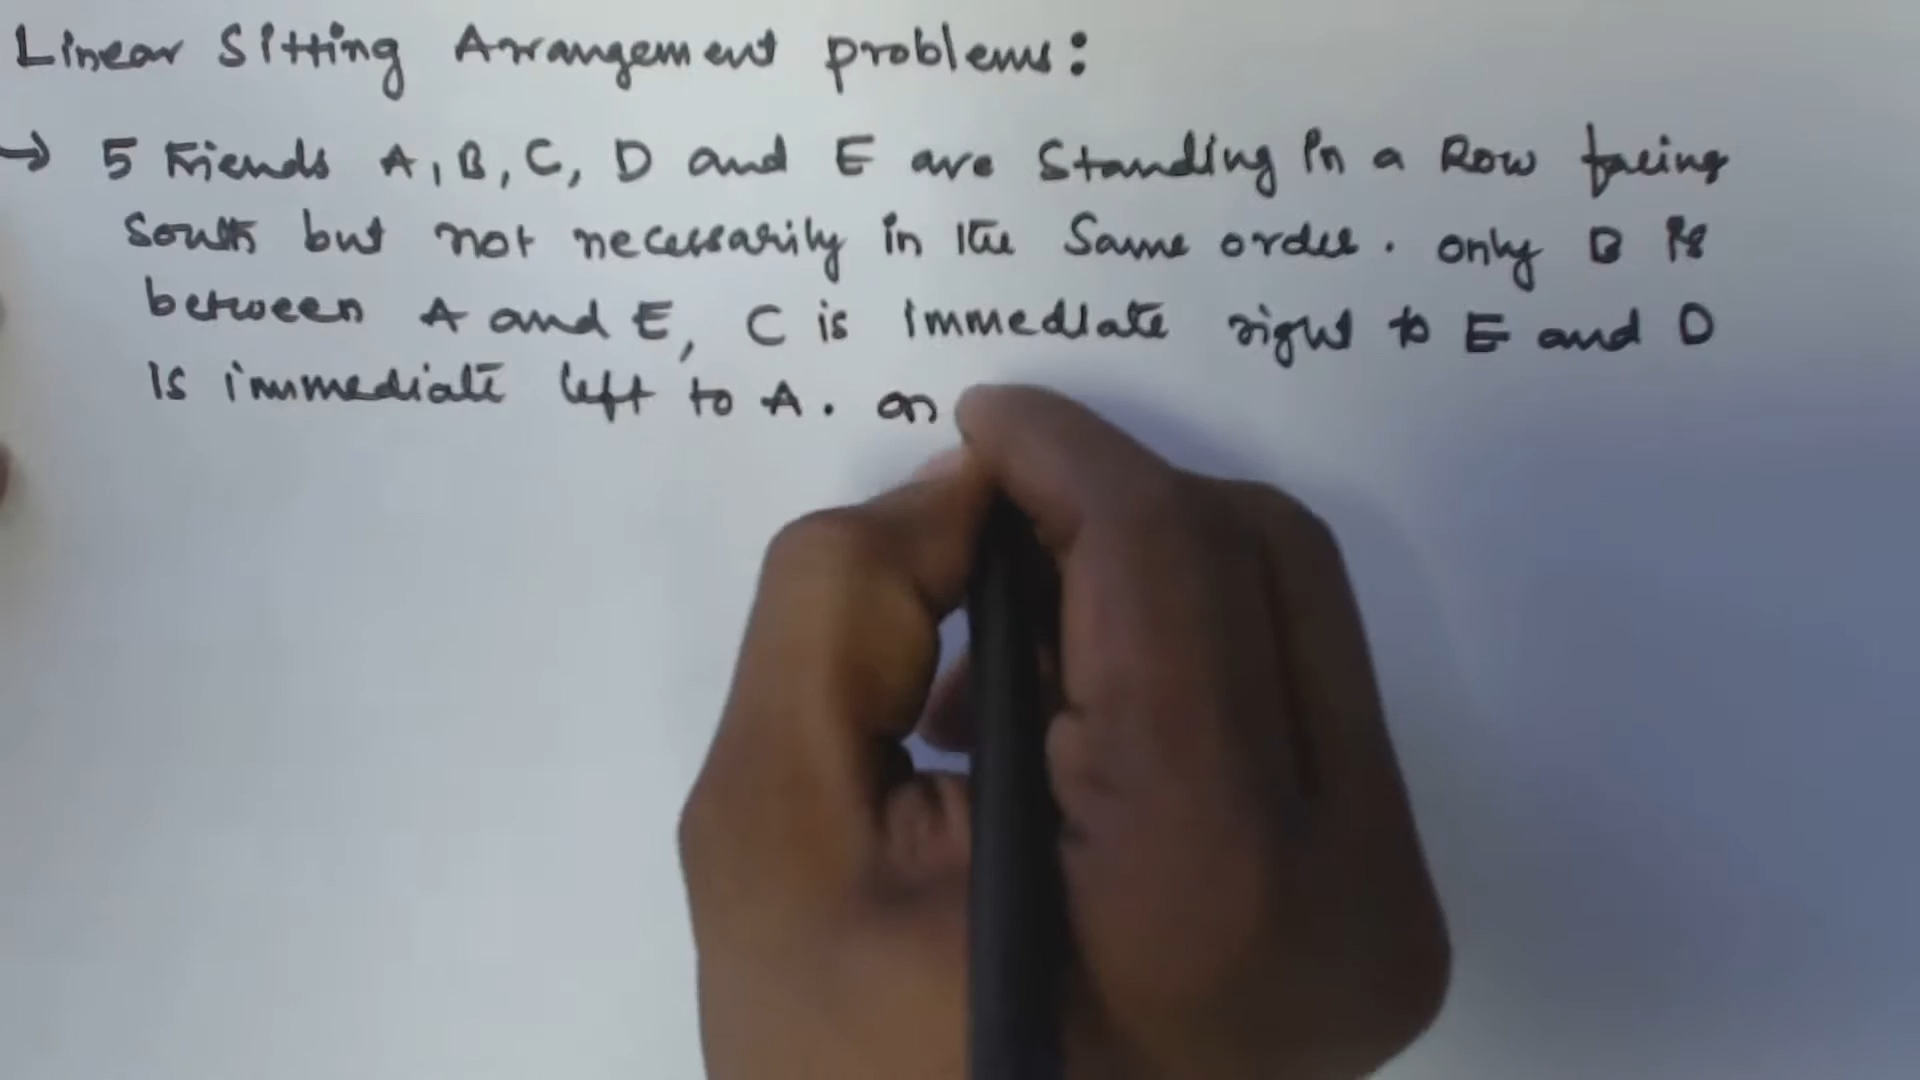 Linear Sitting Arrangement problems:
→ 5 Friends A, B, C, D and E are Standing in a Row facing
South but not necessarily in the Same order. only B is
between A and E, C is immediate right to E and D
is immediate left to A. on